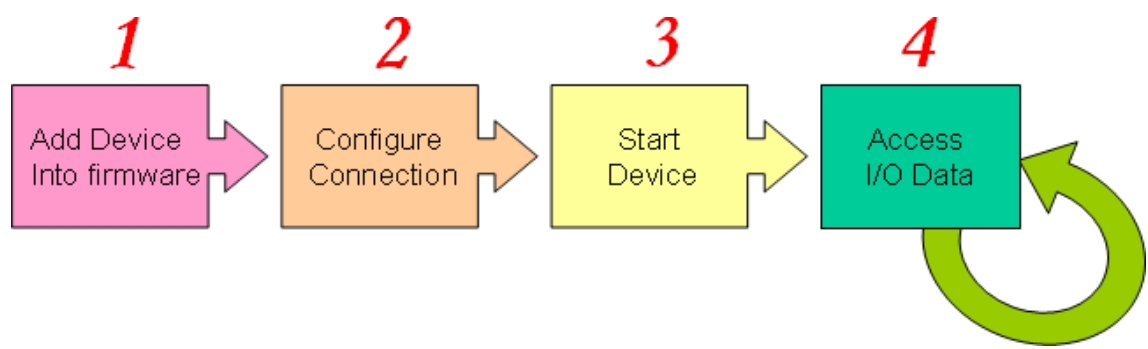 1
2
3
4
Add Device
Into firmware
Configure
Connection
Start
Device
Access
I/O Data